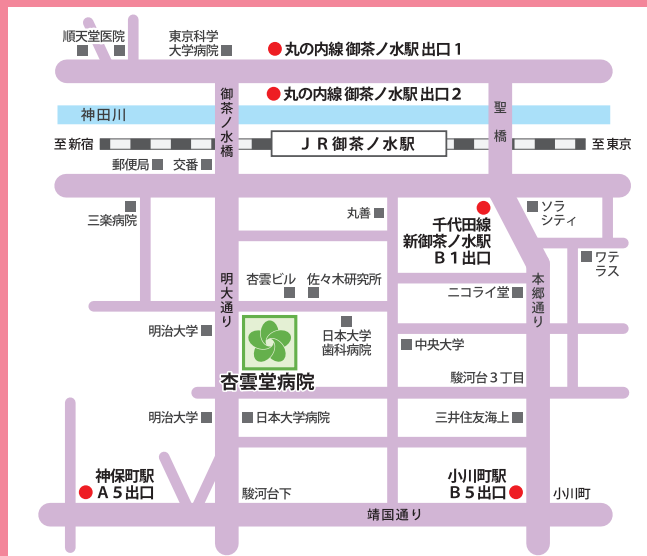 順天堂医院
東京科学
大学病院
丸の内線 御茶ノ水駅 出口1
丸の内線 御茶ノ水駅 出口2
神田川
御茶ノ水橋
聖橋
至 新宿
JR御茶ノ水駅
至 東京
郵便局
交番
三楽病院
丸善
千代田線
新御茶ノ水駅
B1出口
ソラ
シティ
ワテ
ラス
明大通り
杏雲ビル
佐々木研究所
ニコライ堂
本郷通り
明治大学
日本大学
歯科病院
中央大学
杏雲堂病院
駿河台3丁目
明治大学
日本大学病院
三井住友海上
神保町駅
A5出口
駿河台下
小川町駅
B5出口
小川町
靖国通り